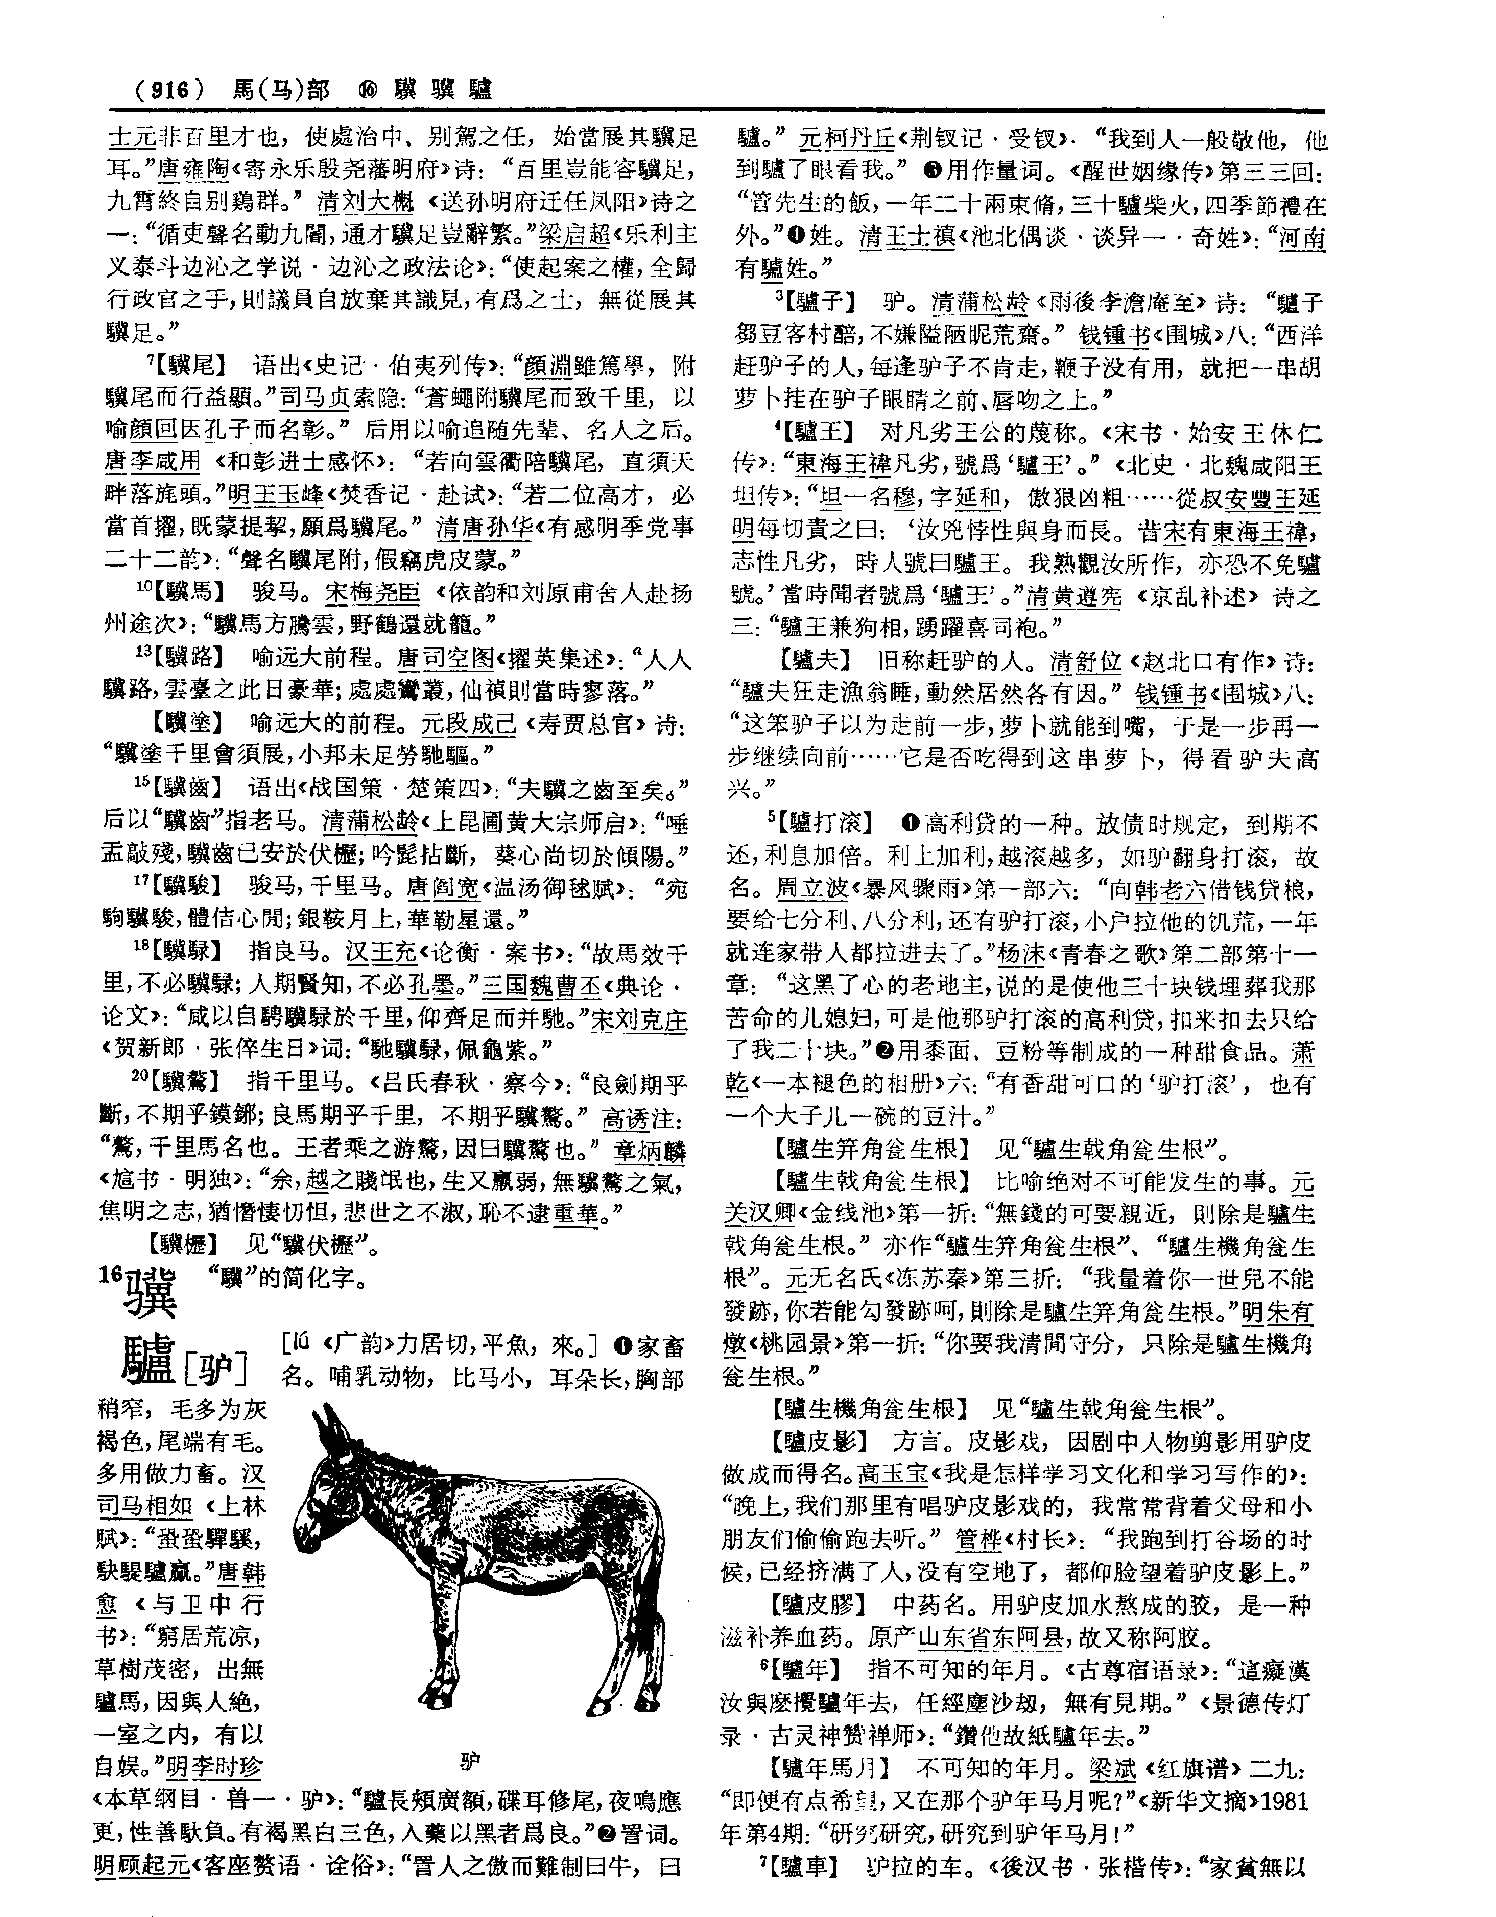 (916) 馬(马)部 ⑯ 驥 骥 驢
士元非百里才也，使處治中、别駕之任，始當展其驥足
耳。”唐雍陶《寄永乐殷尧藩明府》诗：“百里豈能容驥足，
九霄終自别鷄群。”清刘大櫆《送孙明府迁任凤阳》诗之
一：“循吏聲名動九閽，通才驥足豈辭繁。”梁启超《乐利主
义泰斗边沁之学说·边沁之政法论》：“使起案之權，全歸
行政官之手，則議員自放棄其識見，有爲之士，無從展其
驥足。”
7【驥尾】 语出《史记·伯夷列传》：“顔淵雖篤學，附
驥尾而行益顯。”司马贞索隐：“蒼蠅附驥尾而致千里，以
喻顔回因孔子而名彰。”后用以喻追随先辈、名人之后。
唐李咸用《和彭进士感怀》：“若向雲衢陪驥尾，直須天
畔落旄頭。”明王玉峰《焚香记·赴试》：“若二位高才，必
當首擢，既蒙提挈，願爲驥尾。”清唐孙华《有感明季党事
二十二韵》：“聲名驥尾附，假竊虎皮蒙。”
10【驥馬】 骏马。宋梅尧臣《依韵和刘原甫舍人赴扬
州途次》：“驥馬方騰雲，野鶴還就籠。”
13【驥路】 喻远大前程。唐司空图《擢英集述》：“人人
驥路，雲臺之此日豪華；處處鸞叢，仙禎則當時寥落。”
【驥塗】 喻远大的前程。元段成己《寿贾总官》诗：
“驥塗千里會須展，小邦未足勞馳驅。”
15【驥齒】 语出《战国策·楚策四》：“夫驥之齒至矣。”
后以“驥齒”指老马。清蒲松龄《上昆圃黄大宗师启》：“唾
盂敲殘，驥齒已安於伏櫪；吟髭拈斷，葵心尚切於傾陽。”
17【驥駿】 骏马，千里马。唐阎宽《温汤御毬赋》：“宛
駒驥駿，體佶心閒；銀鞍月上，華勒星還。”
18【驥騄】 指良马。汉王充《论衡·案书》：“故馬效千
里，不必驥騄；人期賢知，不必孔墨。”三国魏曹丕《典论·
论文》：“咸以自騁驥騄於千里，仰齊足而并馳。”宋刘克庄
《贺新郎·张倅生日》词：“馳驥騄，佩龜紫。”
20【驥驁】 指千里马。《吕氏春秋·察今》：“良劍期乎
斷，不期乎鏌鋣；良馬期乎千里，不期乎驥驁。”高诱注：
“驁，千里馬名也。王者乘之游驁，因曰驥驁也。”章炳麟
《訄书·明独》：“余，越之賤氓也，生又羸弱，無驥驁之氣，
焦明之志，猶憯悽忉怛，悲世之不淑，恥不逮重華。”
【驥櫪】 见“驥伏櫪”。
16骥 “驥”的简化字。
驢[驴] [lǘ 《广韵》力居切，平魚，來。] ❶家畜
名。哺乳动物，比马小，耳朵长，胸部
稍窄，毛多为灰
褐色，尾端有毛。
多用做力畜。汉
司马相如《上林
赋》：“蛩蛩驒騱，
駃騠驢臝。”唐韩
愈《与卫中行
书》：“窮居荒凉，
草樹茂密，出無
驢馬，因與人絶，
一室之内，有以
自娱。”明李时珍
驴
《本草纲目·兽一·驴》：“驢長頰廣額，磔耳修尾，夜鳴應
更，性善馱負。有褐黑白三色，入藥以黑者爲良。”❷詈词。
明顾起元《客座赘语·诠俗》：“詈人之傲而難制曰牛，曰
驢。”元柯丹丘《荆钗记·受钗》：“我到人一般敬他，他
到驢了眼看我。”❸用作量词。《醒世姻缘传》第三三回：
“管先生的飯，一年二十兩束脩，三十驢柴火，四季節禮在
外。”❹姓。清王士禛《池北偶谈·谈异一·奇姓》：“河南
有驢姓。”
3【驢子】 驴。清蒲松龄《雨後李澹庵至》诗：“驢子
芻豆客村醅，不嫌隘陋眤荒齋。”钱锺书《围城》八：“西洋
赶驴子的人，每逢驴子不肯走，鞭子没有用，就把一串胡
萝卜挂在驴子眼睛之前、唇吻之上。”
4【驢王】 对凡劣王公的蔑称。《宋书·始安王休仁
传》：“東海王褘凡劣，號爲‘驢王’。”《北史·北魏咸阳王
坦传》：“坦一名穆，字延和，傲狠凶粗……從叔安豐王延
明每切責之曰：‘汝兇悖性與身而長。昔宋有東海王褘，
志性凡劣，時人號曰驢王。我熟觀汝所作，亦恐不免驢
號。’當時聞者號爲‘驢王’。”清黄遵宪《京乱补述》诗之
三：“驢王兼狗相，踴躍喜司袍。”
【驢夫】 旧称赶驴的人。清舒位《赵北口有作》诗：
“驢夫狂走漁翁睡，動然居然各有因。”钱锺书《围城》八：
“这笨驴子以为走前一步，萝卜就能到嘴，于是一步再一
步继续向前……它是否吃得到这串萝卜，得看驴夫高
兴。”
5【驢打滚】 ❶高利贷的一种。放债时规定，到期不
还，利息加倍。利上加利，越滚越多，如驴翻身打滚，故
名。周立波《暴风骤雨》第一部六：“向韩老六借钱贷粮，
要给七分利、八分利，还有驴打滚，小户拉他的饥荒，一年
就连家带人都拉进去了。”杨沫《青春之歌》第二部第十一
章：“这黑了心的老地主，说的是使他三十块钱埋葬我那
苦命的儿媳妇，可是他那驴打滚的高利贷，扣来扣去只给
了我二十块。”❷用黍面、豆粉等制成的一种甜食品。萧
乾《一本褪色的相册》六：“有香甜可口的‘驴打滚’，也有
一个大子儿一碗的豆汁。”
【驢生笄角瓮生根】 见“驢生戟角瓮生根”。
【驢生戟角瓮生根】 比喻绝对不可能发生的事。元
关汉卿《金线池》第一折：“無錢的可要親近，則除是驢生
戟角瓮生根。”亦作“驢生笄角瓮生根”、“驢生機角瓮生
根”。元无名氏《冻苏秦》第三折：“我量着你一世兒不能
發跡，你若能勾發跡呵，則除是驢生笄角瓮生根。”明朱有
燉《桃园景》第一折：“你要我清閒守分，只除是驢生機角
瓮生根。”
【驢生機角瓮生根】 见“驢生戟角瓮生根”。
【驢皮影】 方言。皮影戏，因剧中人物剪影用驴皮
做成而得名。高玉宝《我是怎样学习文化和学习写作的》：
“晚上，我们那里有唱驴皮影戏的，我常常背着父母和小
朋友们偷偷跑去听。”管桦《村长》：“我跑到打谷场的时
候，已经挤满了人，没有空地了，都仰脸望着驴皮影上。”
【驢皮膠】 中药名。用驴皮加水熬成的胶，是一种
滋补养血药。原产山东省东阿县，故又称阿胶。
6【驢年】 指不可知的年月。《古尊宿语录》：“這癡漢
汝與麽攪驢年去，任經塵沙劫，無有見期。”《景德传灯
录·古灵神赞禅师》：“鑽他故紙驢年去。”
【驢年馬月】 不可知的年月。梁斌《红旗谱》二九：
“即便有点希望，又在那个驴年马月呢？”《新华文摘》1981
年第4期：“研究研究，研究到驴年马月！”
7【驢車】 驴拉的车。《後汉书·张楷传》：“家貧無以